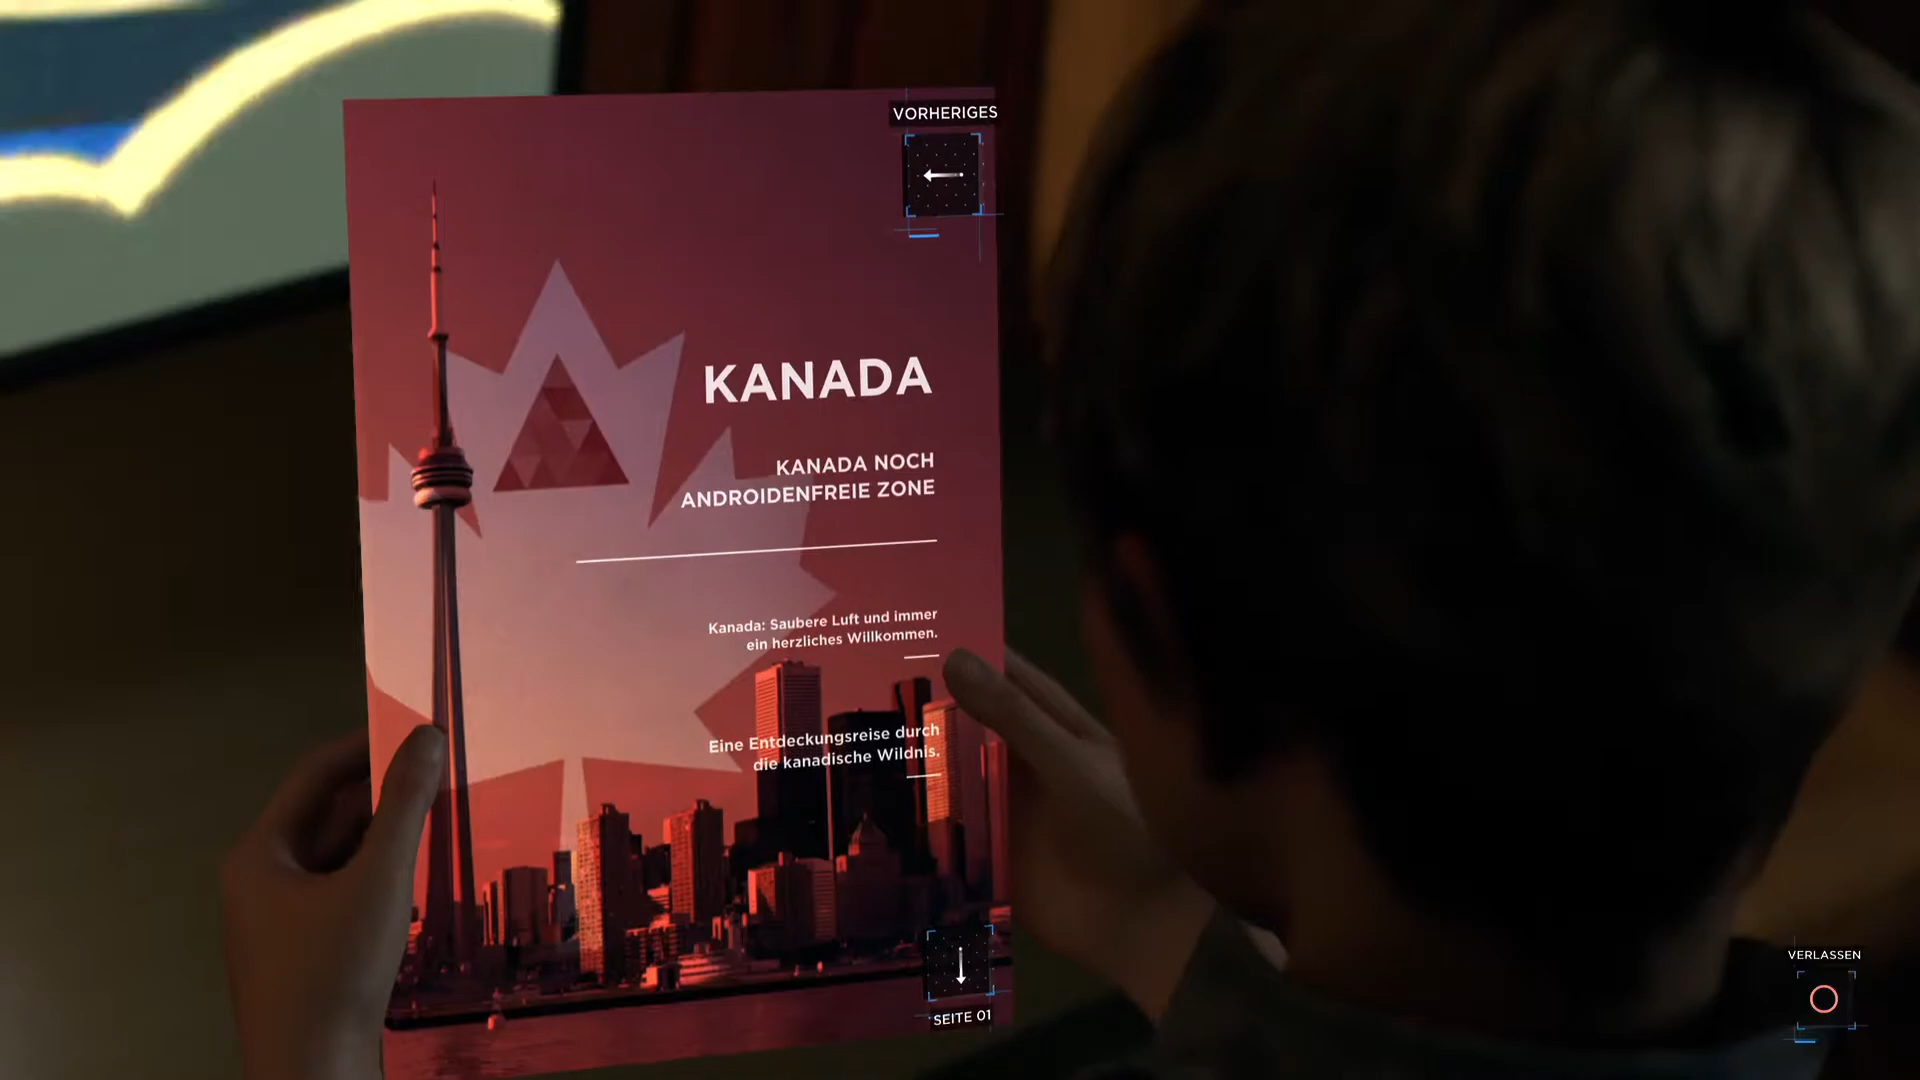 VORHERIGES
KANADA
KANADA NOCH
ANDROIDENFREIE ZONE
Kanada: Saubere Luft und immer
ein herzliches Willkommen.
Eine Entdeckungsreise durch
die kanadische Wildnis.
SEITE 01
VERLASSEN